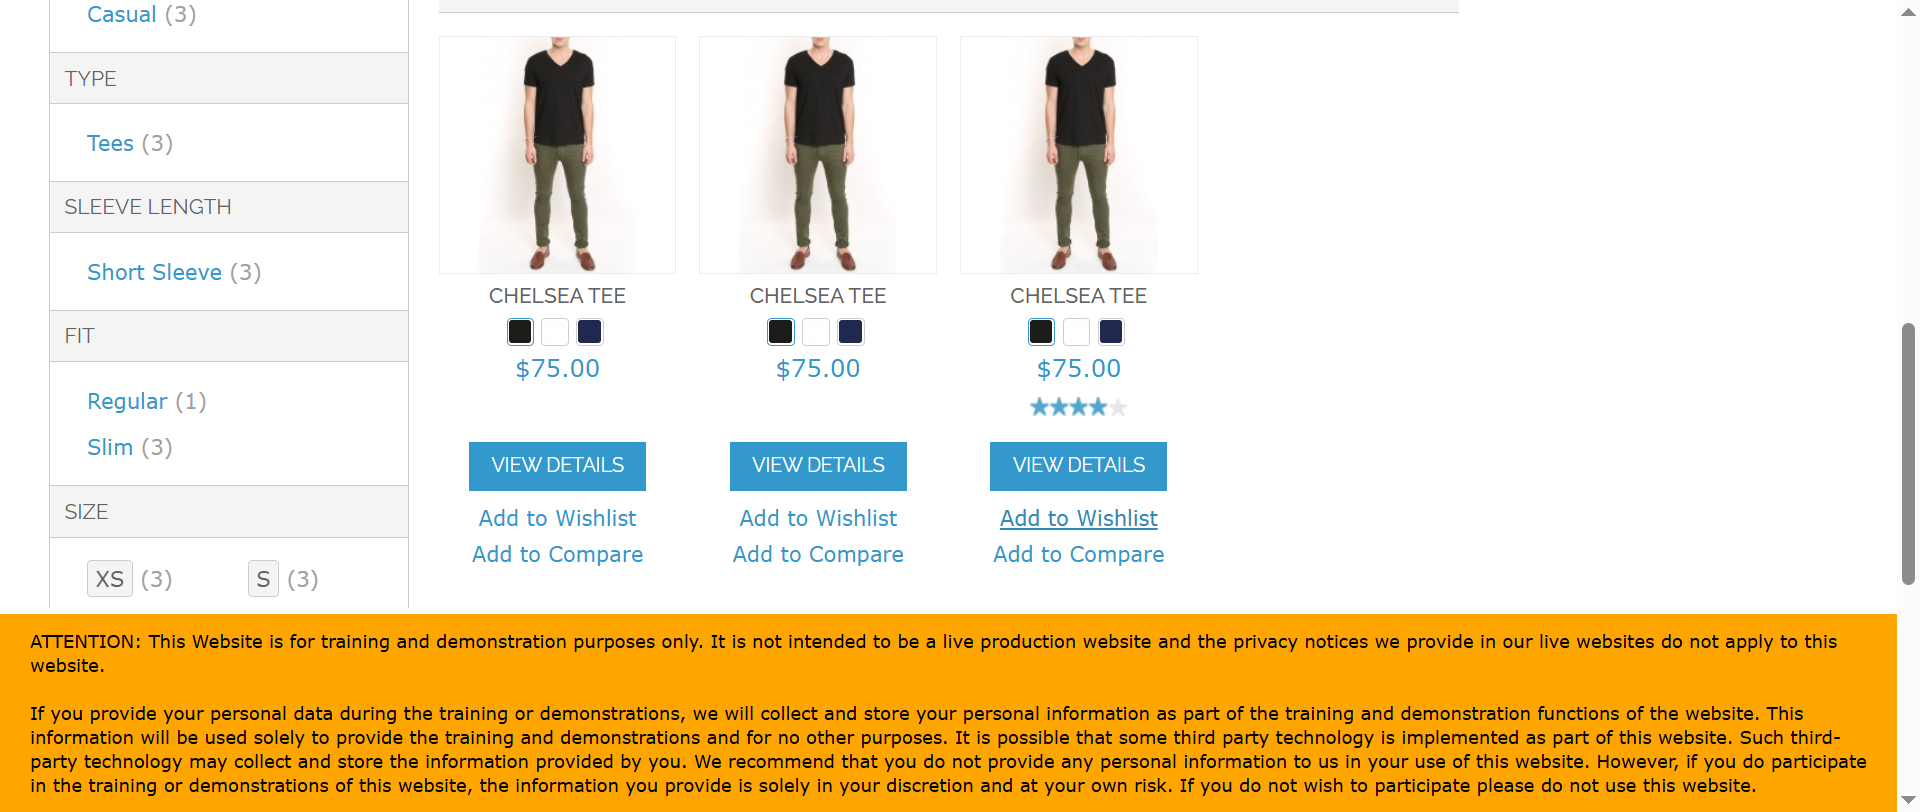 Casual (3)
TYPE
Tees (3)
SLEEVE LENGTH
Short Sleeve (3)
FIT
Regular (1)
Slim (3)
SIZE
XS (3) S (3)
CHELSEA TEE CHELSEA TEE CHELSEA TEE
$75.00 $75.00 $75.00
VIEW DETAILS VIEW DETAILS VIEW DETAILS
Add to Wishlist Add to Wishlist Add to Wishlist
Add to Compare Add to Compare Add to Compare
ATTENTION: This Website is for training and demonstration purposes only. It is not intended to be a live production website and the privacy notices we provide in our live websites do not apply to this
website.
If you provide your personal data during the training or demonstrations, we will collect and store your personal information as part of the training and demonstration functions of the website. This
information will be used solely to provide the training and demonstrations and for no other purposes. It is possible that some third party technology is implemented as part of this website. Such third-
party technology may collect and store the information provided by you. We recommend that you do not provide any personal information to us in your use of this website. However, if you do participate
in the training or demonstrations of this website, the information you provide is solely in your discretion and at your own risk. If you do not wish to participate please do not use this website.